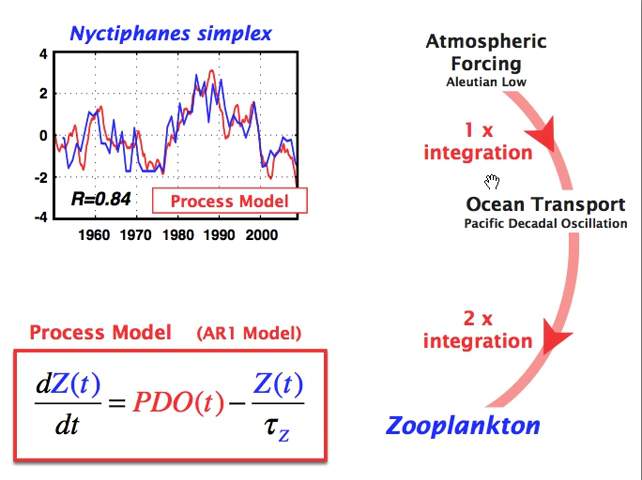 Nyctiphanes simplex
4
2
0
-2
-4
R=0.84
Process Model
1960 1970 1980 1990 2000
Atmospheric
Forcing
Aleutian Low
1 x
integration
Ocean Transport
Pacific Decadal Oscillation
2 x
integration
Zooplankton
Process Model (AR1 Model)
dZ(t)/dt = PDO(t) − Z(t)/τ_Z